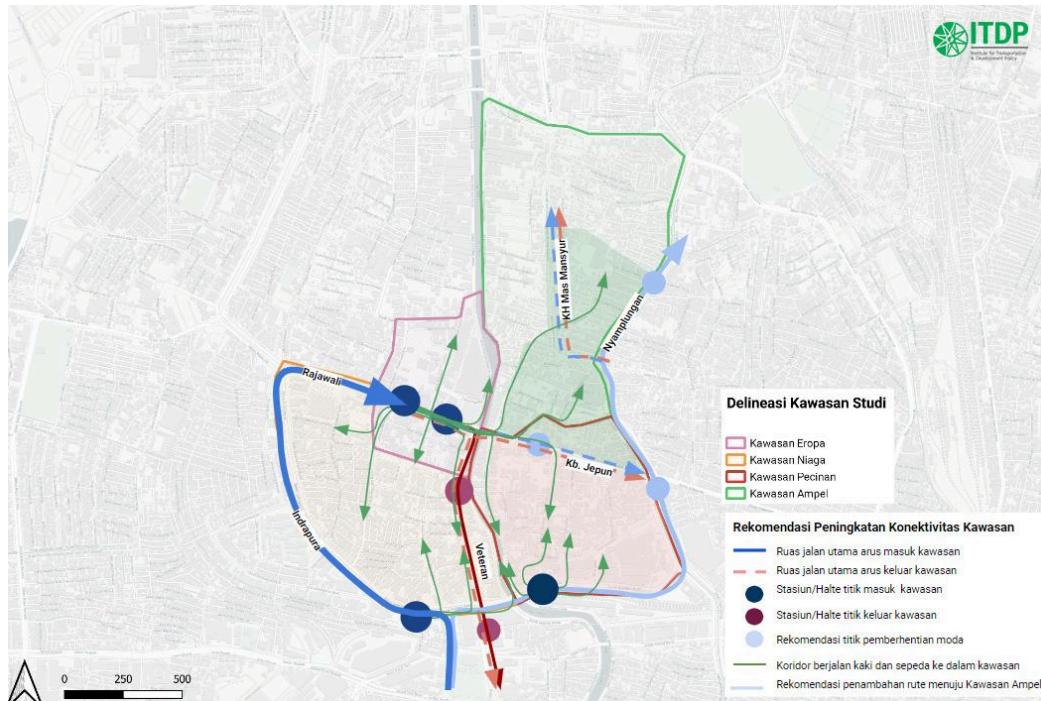 ITDP
Institute for Transportation
& Development Policy
KH Mas Mansyur
Nyamplungan
Rajawali
Kb. Jepun
Indrapura
Veteran
Delineasi Kawasan Studi
Kawasan Eropa
Kawasan Niaga
Kawasan Pecinan
Kawasan Ampel
Rekomendasi Peningkatan Konektivitas Kawasan
Ruas jalan utama arus masuk kawasan
Ruas jalan utama arus keluar kawasan
Stasiun/Halte titik masuk kawasan
Stasiun/Halte titik keluar kawasan
Rekomendasi titik pemberhentian moda
Koridor berjalan kaki dan sepeda ke dalam kawasan
Rekomendasi penambahan rute menuju Kawasan Ampel
0 250 500